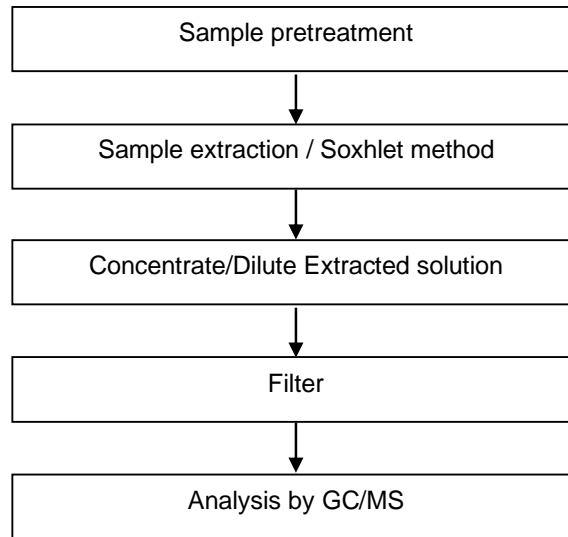 Sample pretreatment
Sample extraction / Soxhlet method
Concentrate/Dilute Extracted solution
Filter
Analysis by GC/MS